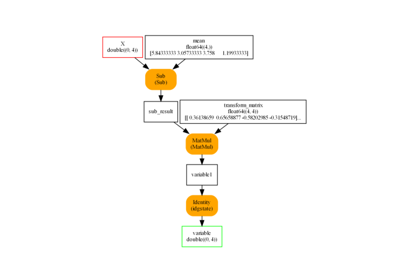 X
double((0, 4))
mean
float64((4,))
[5.84333333 3.05733333 3.758 1.19933333]
Sub
(Sub)
sub_result
transform_matrix
float64((4, 4))
[[ 0.36138659 0.65658877 -0.58202985 -0.31548719]...
MatMul
(MatMul)
variable1
Identity
(idgstate)
variable
double((0, 4))